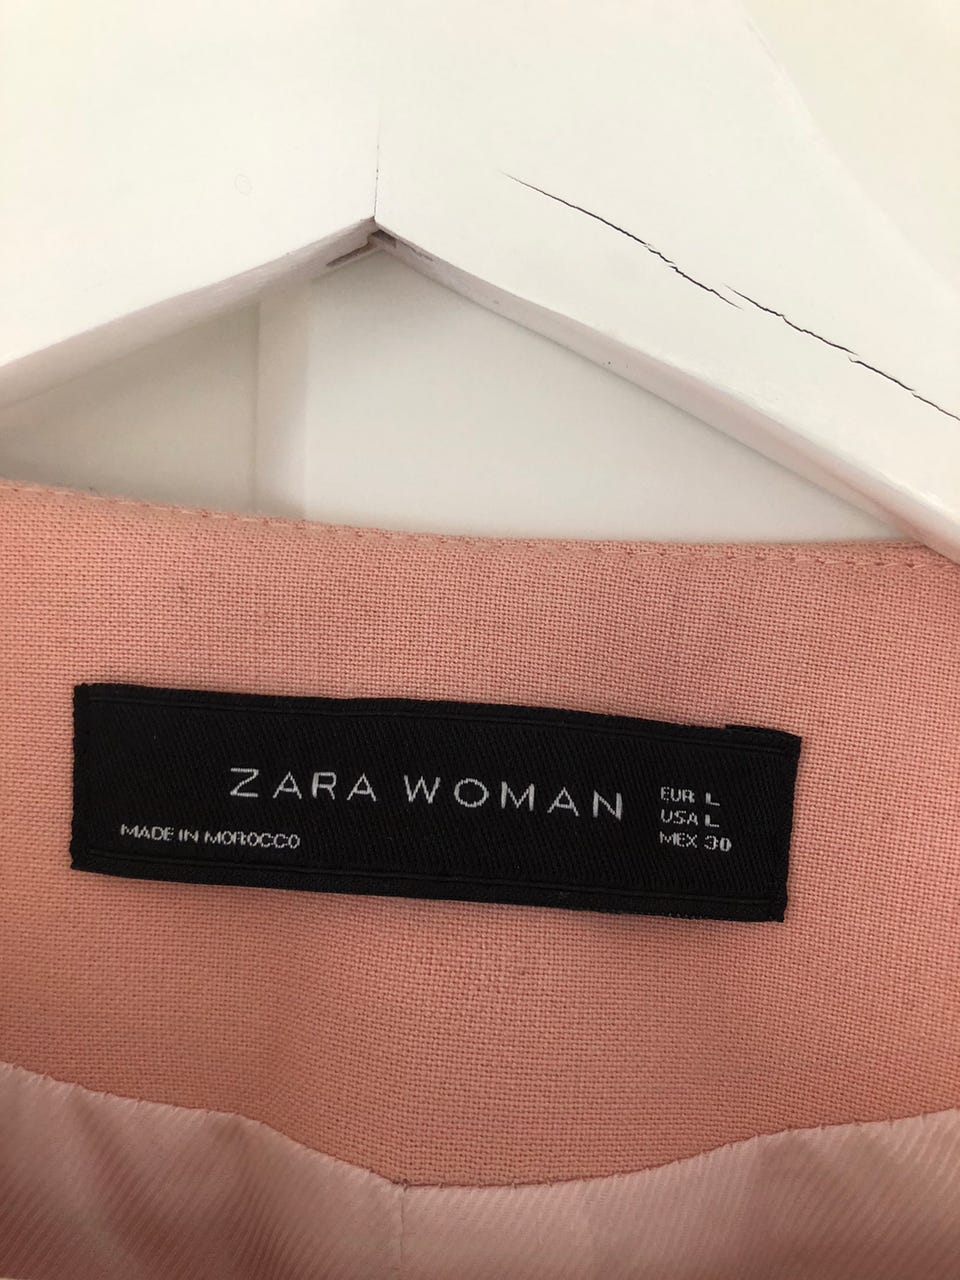 ZARA WOMAN
MADE IN MOROCCO
EUR L
USA L
MEX 30